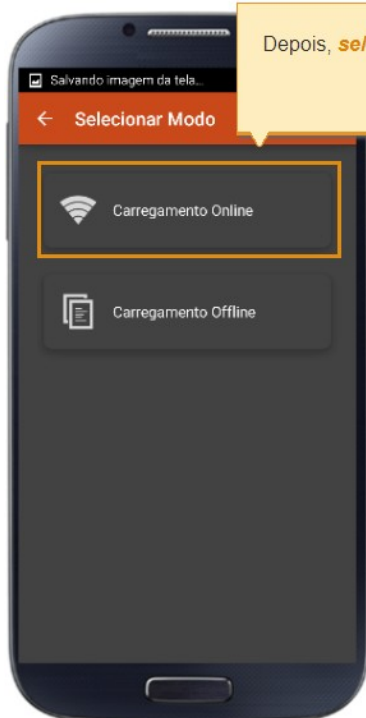 Depois,
Salvando imagem da tela...
Selecionar Modo
Carregamento Online
Carregamento Offline